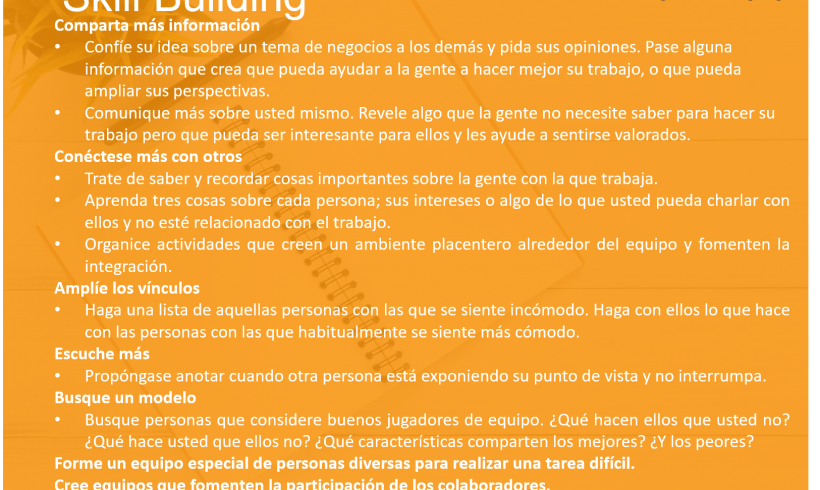 Skill Building
Comparta más información
• Confíe su idea sobre un tema de negocios a los demás y pida sus opiniones. Pase alguna
información que crea que pueda ayudar a la gente a hacer mejor su trabajo, o que pueda
ampliar sus perspectivas.
• Comunique más sobre usted mismo. Revele algo que la gente no necesite saber para hacer su
trabajo pero que pueda ser interesante para ellos y les ayude a sentirse valorados.
Conéctese más con otros
• Trate de saber y recordar cosas importantes sobre la gente con la que trabaja.
• Aprenda tres cosas sobre cada persona; sus intereses o algo de lo que usted pueda charlar con
ellos y no esté relacionado con el trabajo.
• Organice actividades que creen un ambiente placentero alrededor del equipo y fomenten la
integración.
Amplíe los vínculos
• Haga una lista de aquellas personas con las que se siente incómodo. Haga con ellos lo que hace
con las personas con las que habitualmente se siente más cómodo.
Escuche más
• Propóngase anotar cuando otra persona está exponiendo su punto de vista y no interrumpa.
Busque un modelo
• Busque personas que considere buenos jugadores de equipo. ¿Qué hacen ellos que usted no?
¿Qué hace usted que ellos no? ¿Qué características comparten los mejores? ¿Y los peores?
Forme un equipo especial de personas diversas para realizar una tarea difícil.
Cree equipos que fomenten la participación de los colaboradores.